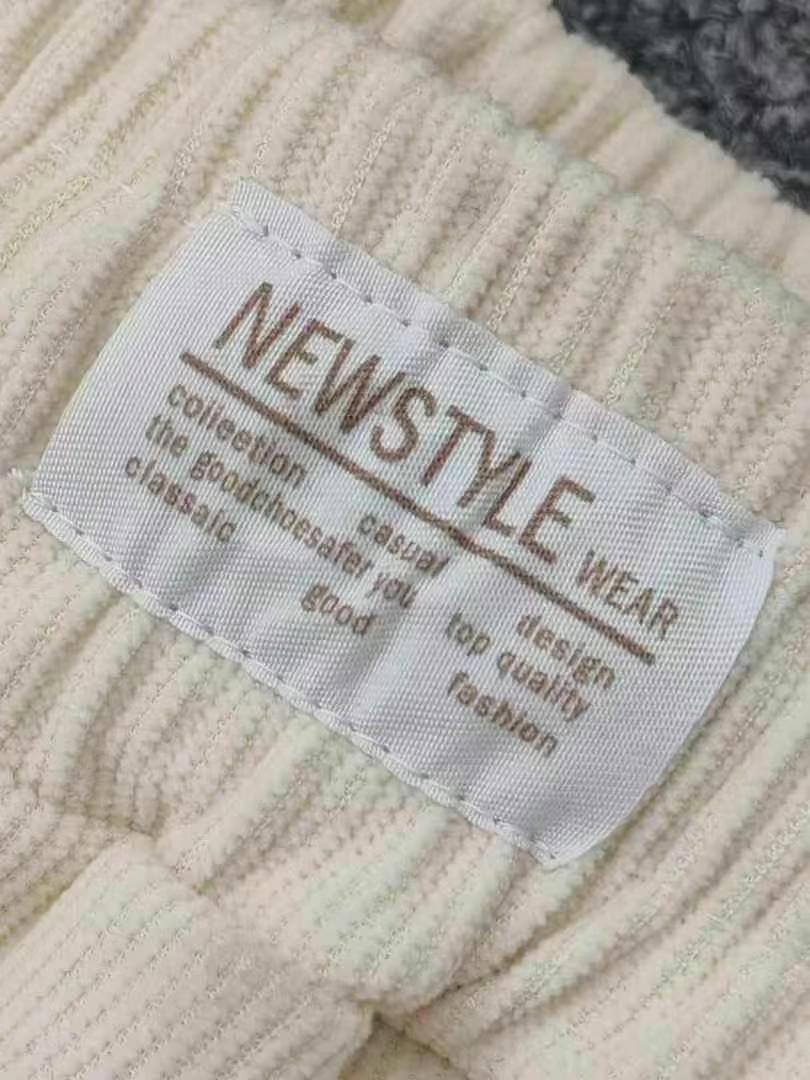 NEWSTYLE WEAR
collection casual design
the goodchoesafer you top quality
classaic good fashion